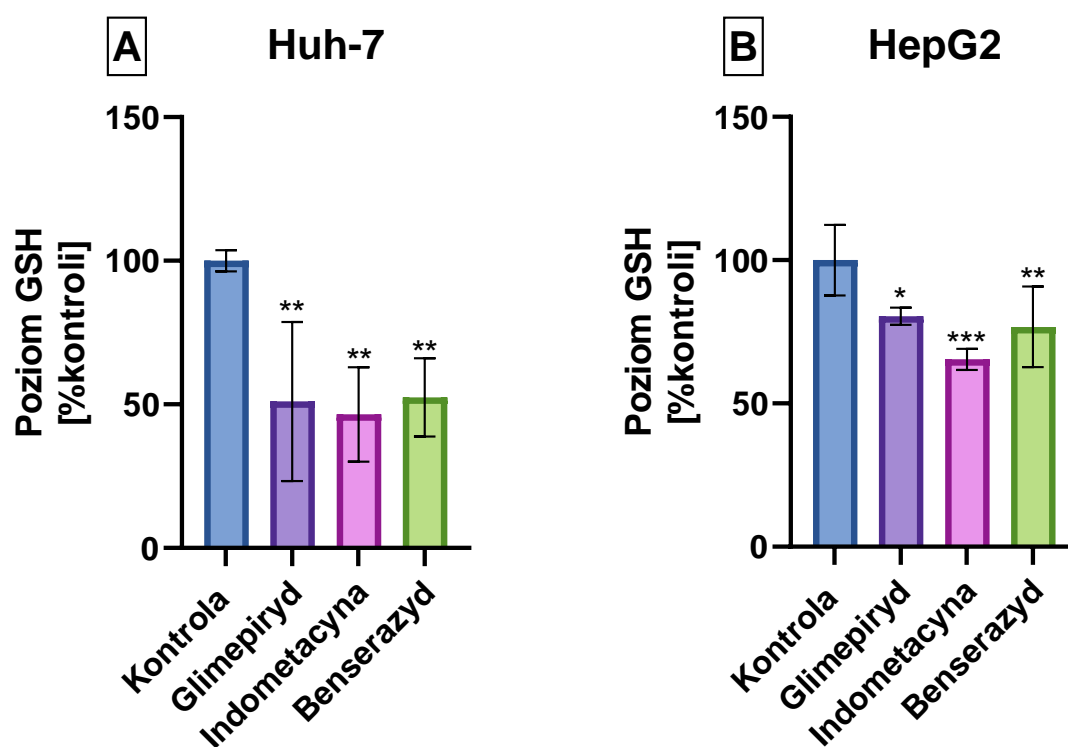 A
Huh-7
Poziom GSH
[%kontroli]
150
100
50
0
**
**
**
Kontrola
Glimepiryd
Indometacyna
Benserazyd
B
HepG2
Poziom GSH
[%kontroli]
150
100
50
0
*
***
**
Kontrola
Glimepiryd
Indometacyna
Benserazyd